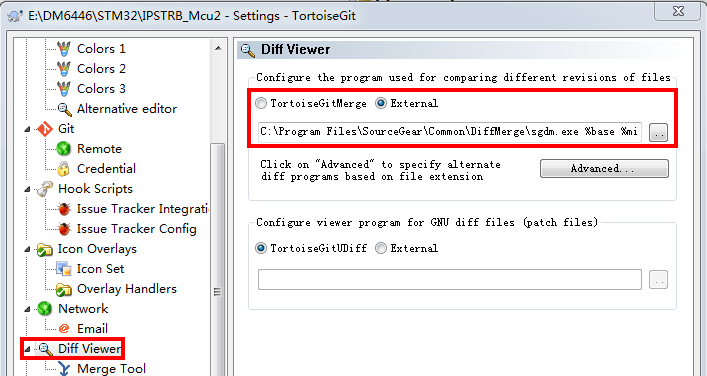 E:\DM6446\STM32\IPSTRB_Mcu2 - Settings - TortoiseGit
Colors 1
Colors 2
Colors 3
Alternative editor
Git
Remote
Credential
Hook Scripts
Issue Tracker Integratio
Issue Tracker Config
Icon Overlays
Icon Set
Overlay Handlers
Network
Email
Diff Viewer
Merge Tool
Diff Viewer
Configure the program used for comparing different revisions of files
TortoiseGitMerge External
C:\Program Files\SourceGear\Common\DiffMerge\sgdm.exe %base %mi ..
Click on "Advanced" to specify alternate
diff programs based on file extension
Advanced...
Configure viewer program for GNU diff files (patch files)
TortoiseGitUDiff External
..